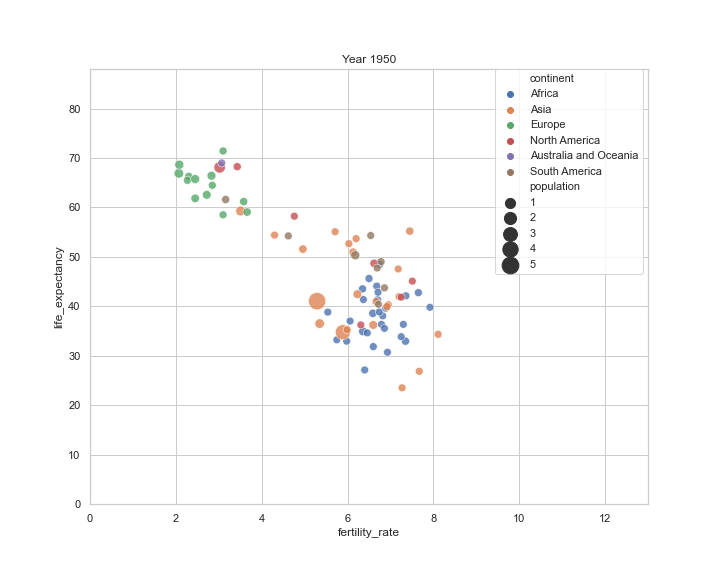 Year 1950
continent
Africa
Asia
Europe
North America
Australia and Oceania
South America
population
1
2
3
4
5
80
70
60
50
40
30
20
10
0
life_expectancy
0 2 4 6 8 10 12
fertility_rate